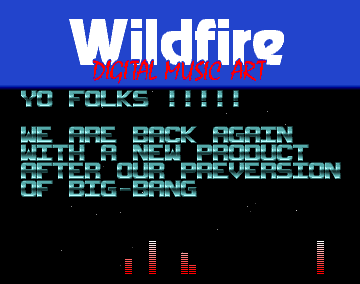 Wildfire
DIGITAL MUSIC ART
YO FOLKS !!!!!
WE ARE BACK AGAIN
WITH A NEW PRODUCT
AFTER OUR PREVERSION
OF BIG-BANG